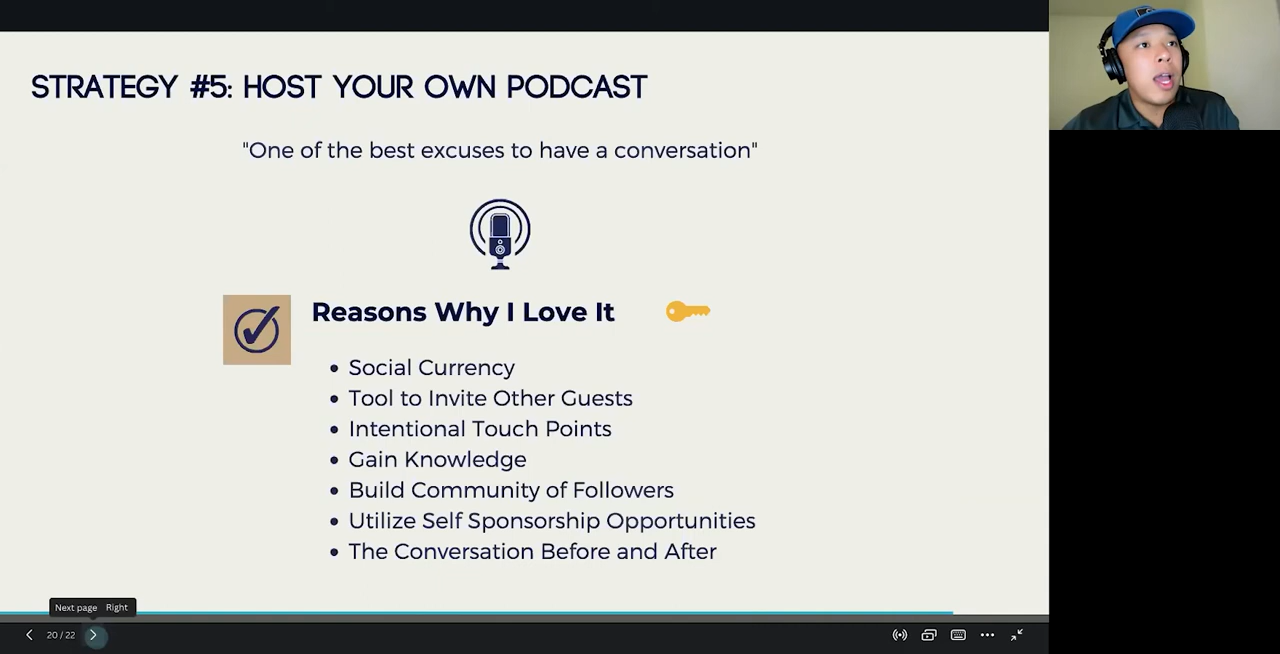 STRATEGY #5: HOST YOUR OWN PODCAST
"One of the best excuses to have a conversation"
Reasons Why I Love It
• Social Currency
• Tool to Invite Other Guests
• Intentional Touch Points
• Gain Knowledge
• Build Community of Followers
• Utilize Self Sponsorship Opportunities
• The Conversation Before and After
Next page Right
20 / 22